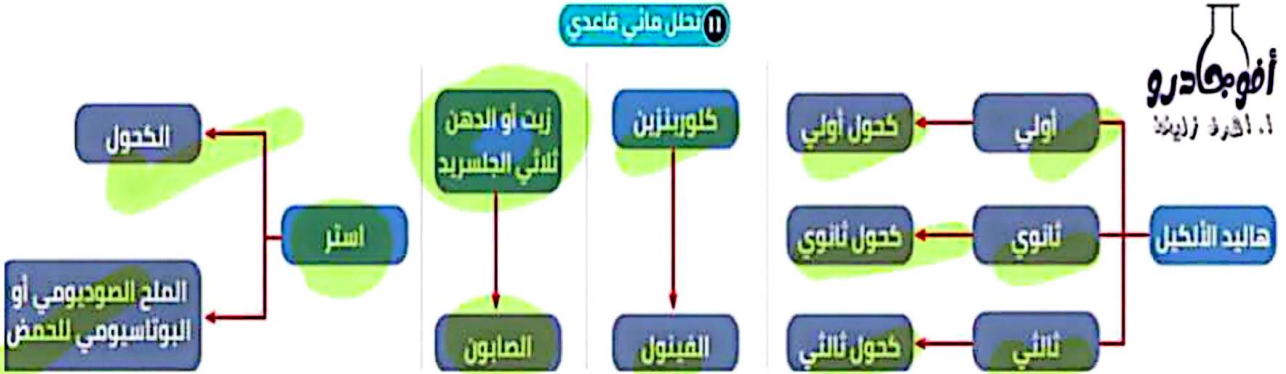 11 تحلل مائي قاعدي
أفوجادرو
هاليد الألكيل
أولي
كحول أولي
ثانوي
كحول ثانوي
ثالثي
كحول ثالثي
كلوربنزين
الفينول
زيت أو الدهن
ثلاثي الجلسريد
الصابون
استر
الكحول
الملح الصوديومي أو
البوتاسيومي للحمض